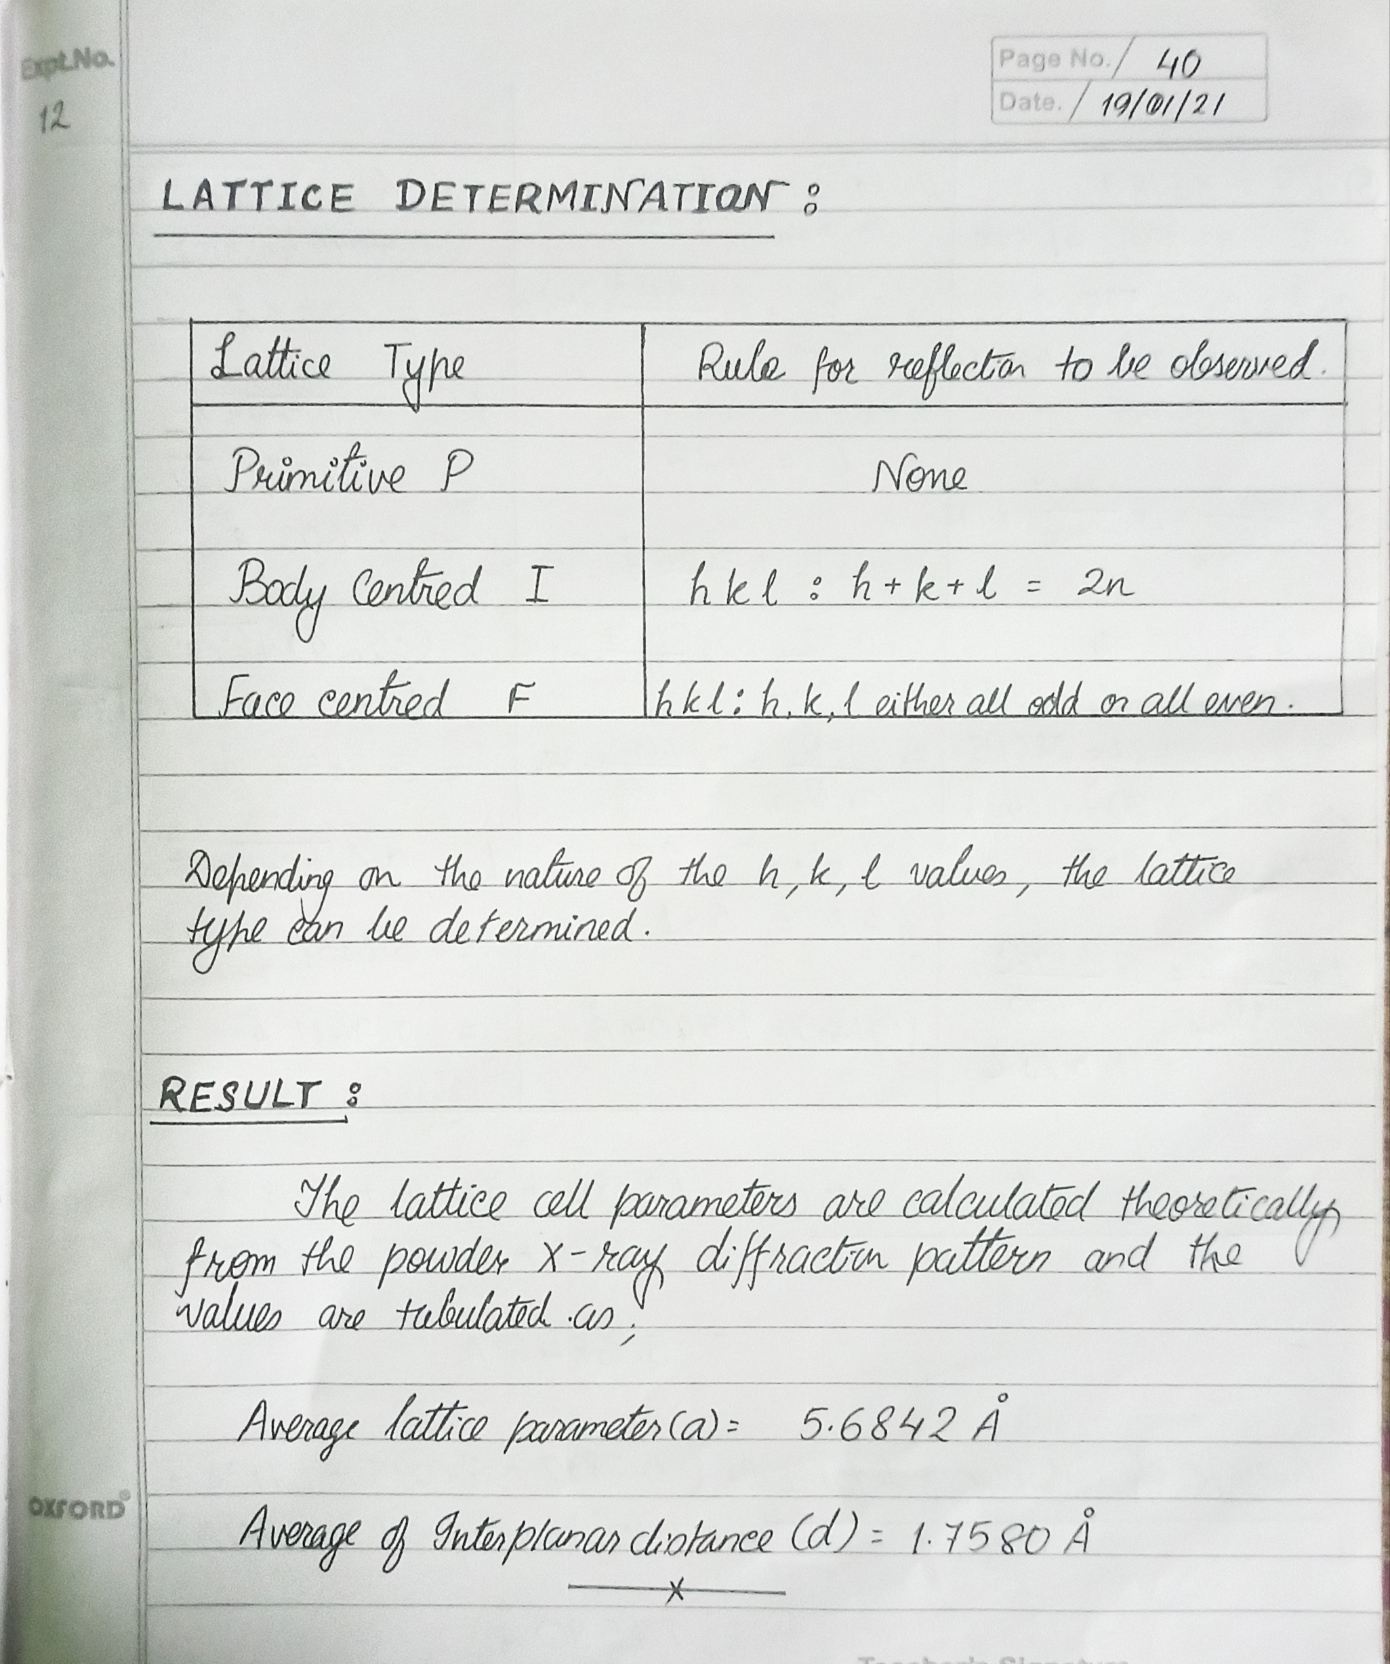 Expt.No.
12
Page No. / 40
Date. / 19/01/21
LATTICE DETERMINATION :
Lattice Type Rule for reflection to be observed.
Primitive P None
Body Centred I hkl : h+k+l = 2n
Face centred F hkl: h, k, l either all odd or all even.
Depending on the nature of the h, k, l values, the lattice
type can be determined.
RESULT :
The lattice cell parameters are calculated theoretically
from the powder X-ray diffraction pattern and the
values are tabulated as;
Average lattice parameter (a) = 5.6842 Å
Average of Interplanar distance (d) = 1.7580 Å
x
OXFORD®